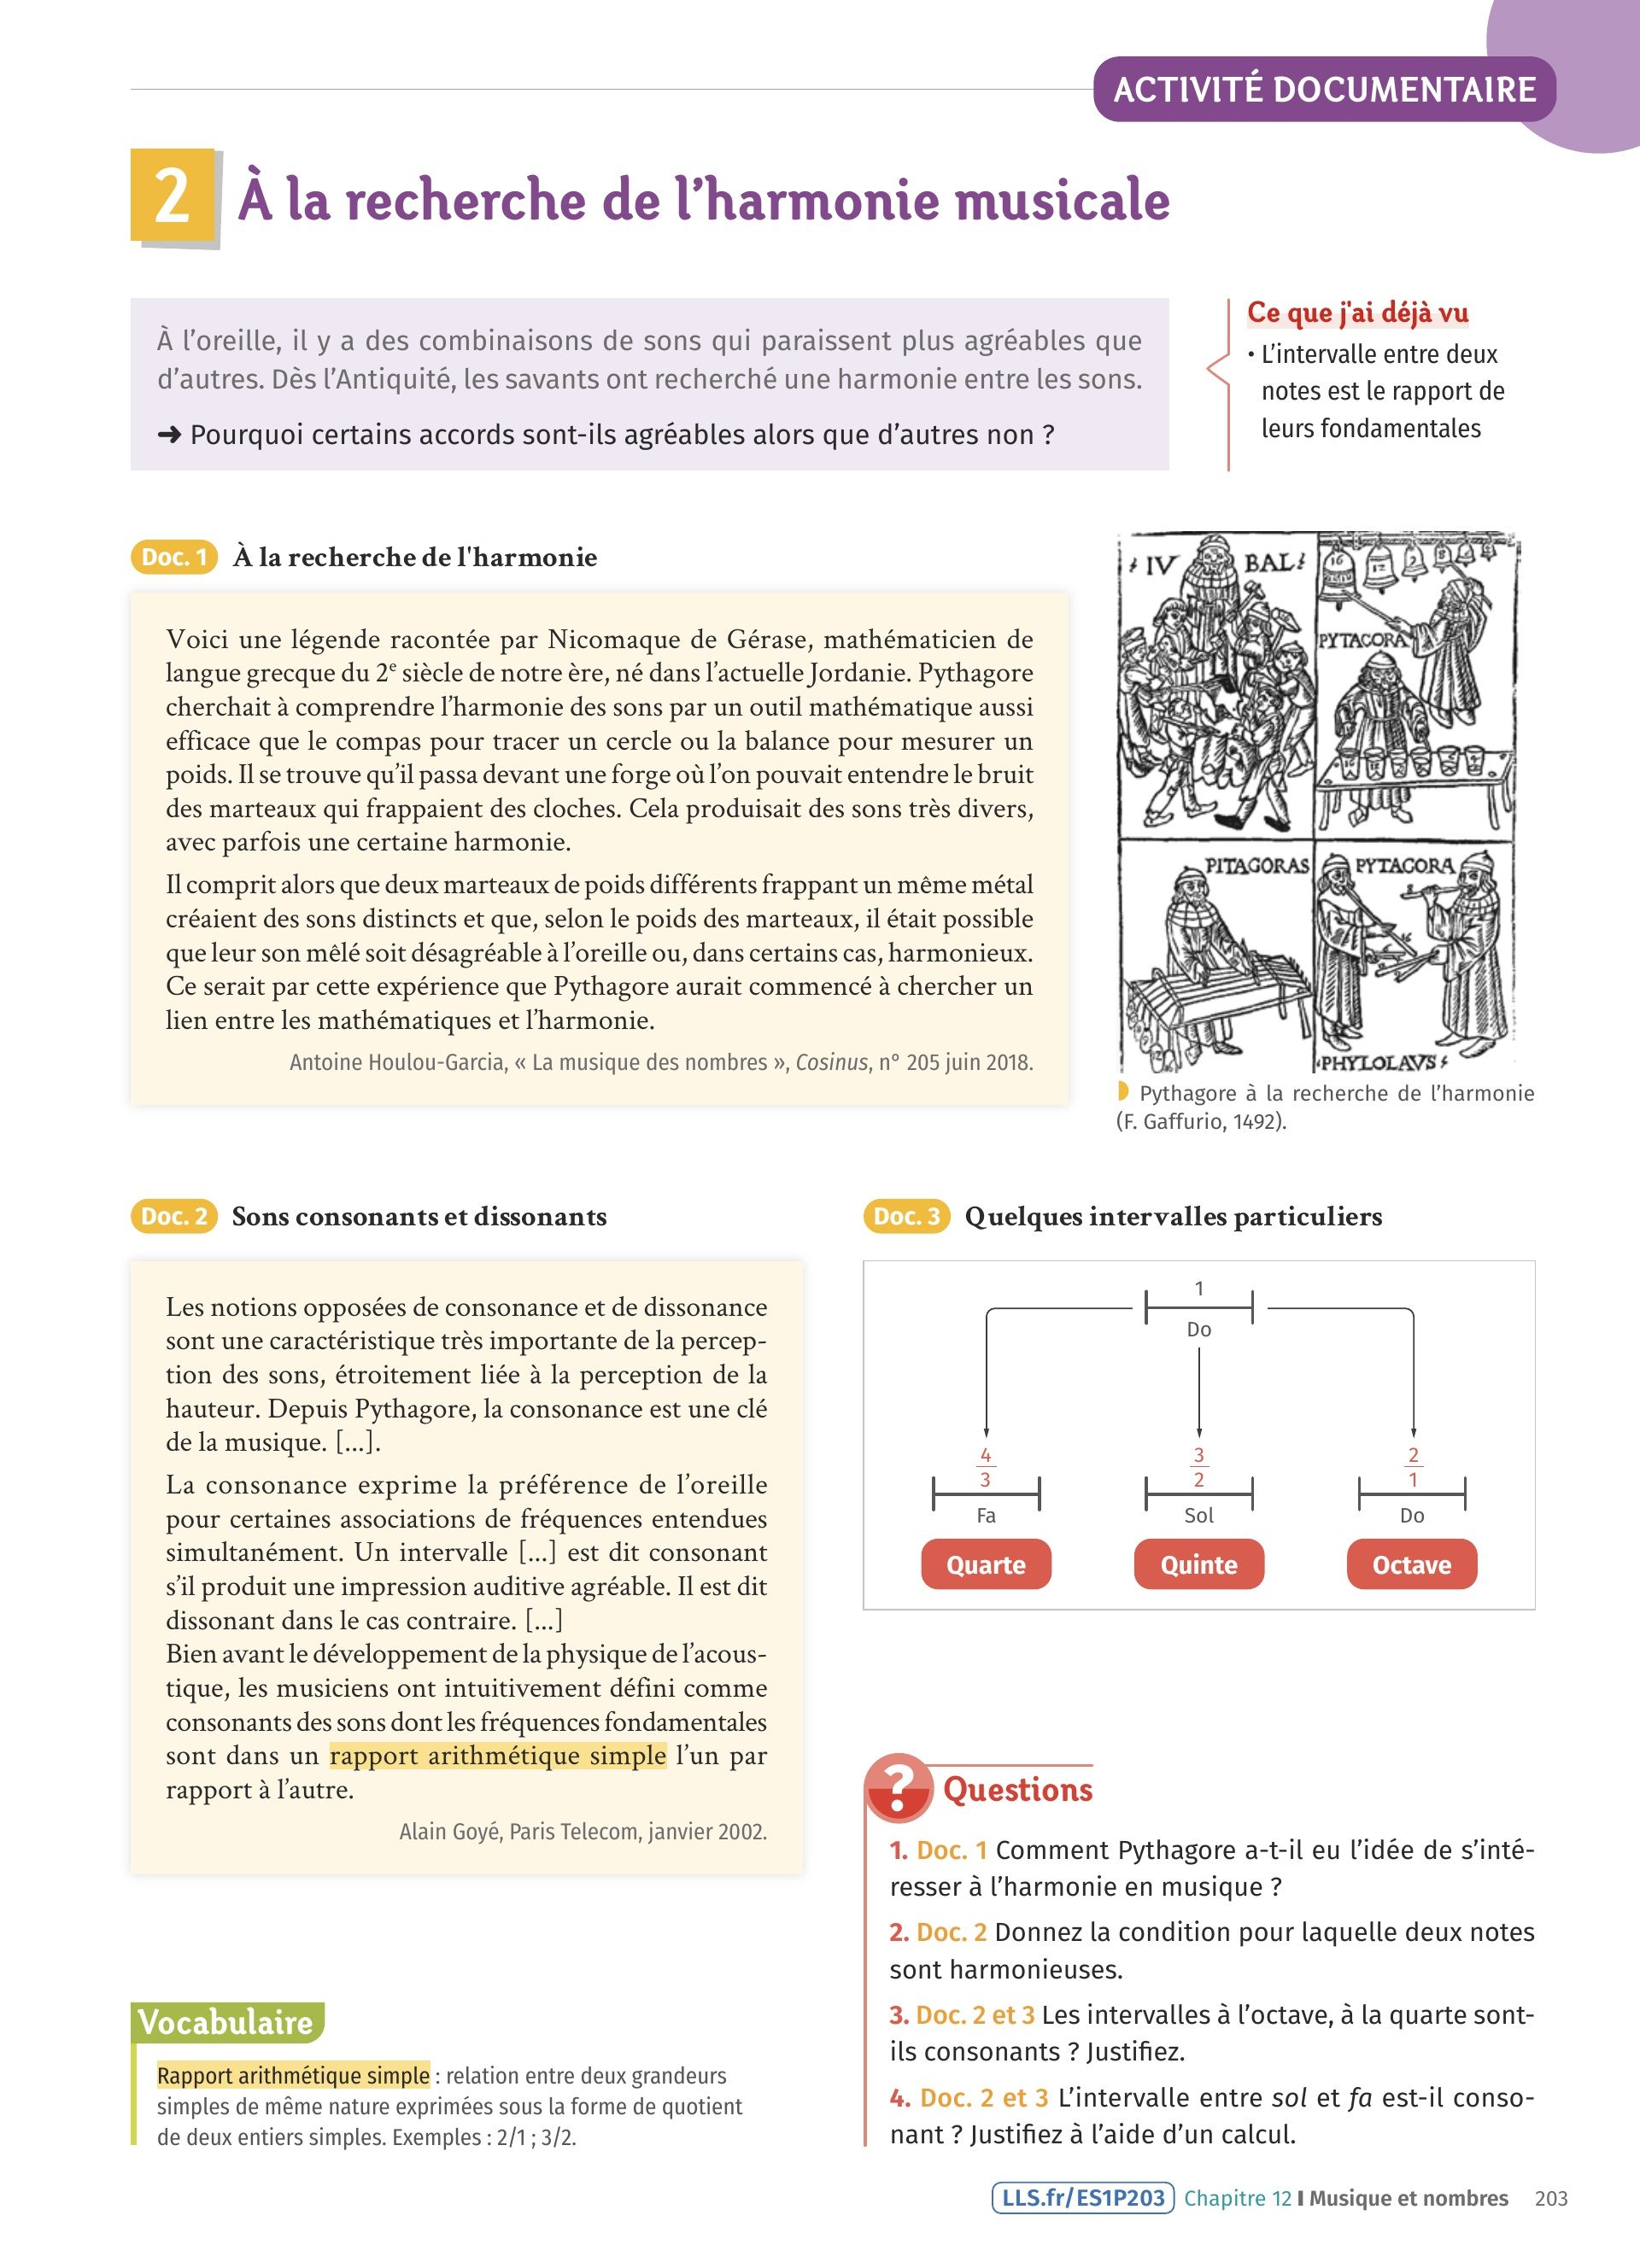 ACTIVITÉ DOCUMENTAIRE
2 À la recherche de l’harmonie musicale
À l’oreille, il y a des combinaisons de sons qui paraissent plus agréables que
d’autres. Dès l’Antiquité, les savants ont recherché une harmonie entre les sons.
➜ Pourquoi certains accords sont-ils agréables alors que d’autres non ?
Ce que j'ai déjà vu
• L’intervalle entre deux
notes est le rapport de
leurs fondamentales
Doc. 1 À la recherche de l'harmonie
Voici une légende racontée par Nicomaque de Gérase, mathématicien de
langue grecque du 2e siècle de notre ère, né dans l’actuelle Jordanie. Pythagore
cherchait à comprendre l’harmonie des sons par un outil mathématique aussi
efficace que le compas pour tracer un cercle ou la balance pour mesurer un
poids. Il se trouve qu’il passa devant une forge où l’on pouvait entendre le bruit
des marteaux qui frappaient des cloches. Cela produisait des sons très divers,
avec parfois une certaine harmonie.
Il comprit alors que deux marteaux de poids différents frappant un même métal
créaient des sons distincts et que, selon le poids des marteaux, il était possible
que leur son mêlé soit désagréable à l’oreille ou, dans certains cas, harmonieux.
Ce serait par cette expérience que Pythagore aurait commencé à chercher un
lien entre les mathématiques et l’harmonie.
Antoine Houlou-Garcia, « La musique des nombres », Cosinus, n° 205 juin 2018.
IV BAL
16 12
PYTACORA
PITAGORAS
PYTACORA
PHYLOLAVS
Pythagore à la recherche de l’harmonie
(F. Gaffurio, 1492).
Doc. 2 Sons consonants et dissonants
Les notions opposées de consonance et de dissonance
sont une caractéristique très importante de la percep-
tion des sons, étroitement liée à la perception de la
hauteur. Depuis Pythagore, la consonance est une clé
de la musique. [...].
La consonance exprime la préférence de l’oreille
pour certaines associations de fréquences entendues
simultanément. Un intervalle [...] est dit consonant
s’il produit une impression auditive agréable. Il est dit
dissonant dans le cas contraire. [...]
Bien avant le développement de la physique de l’acous-
tique, les musiciens ont intuitivement défini comme
consonants des sons dont les fréquences fondamentales
sont dans un rapport arithmétique simple l’un par
rapport à l’autre.
Alain Goyé, Paris Telecom, janvier 2002.
Doc. 3 Quelques intervalles particuliers
1
Do
4 3 2
3 2 1
Fa Sol Do
Quarte Quinte Octave
Vocabulaire
Rapport arithmétique simple : relation entre deux grandeurs
simples de même nature exprimées sous la forme de quotient
de deux entiers simples. Exemples : 2/1 ; 3/2.
? Questions
1. Doc. 1 Comment Pythagore a-t-il eu l’idée de s’inté-
resser à l’harmonie en musique ?
2. Doc. 2 Donnez la condition pour laquelle deux notes
sont harmonieuses.
3. Doc. 2 et 3 Les intervalles à l’octave, à la quarte sont-
ils consonants ? Justifiez.
4. Doc. 2 et 3 L’intervalle entre sol et fa est-il conso-
nant ? Justifiez à l’aide d’un calcul.
LLS.fr/ES1P203 Chapitre 12 I Musique et nombres 203